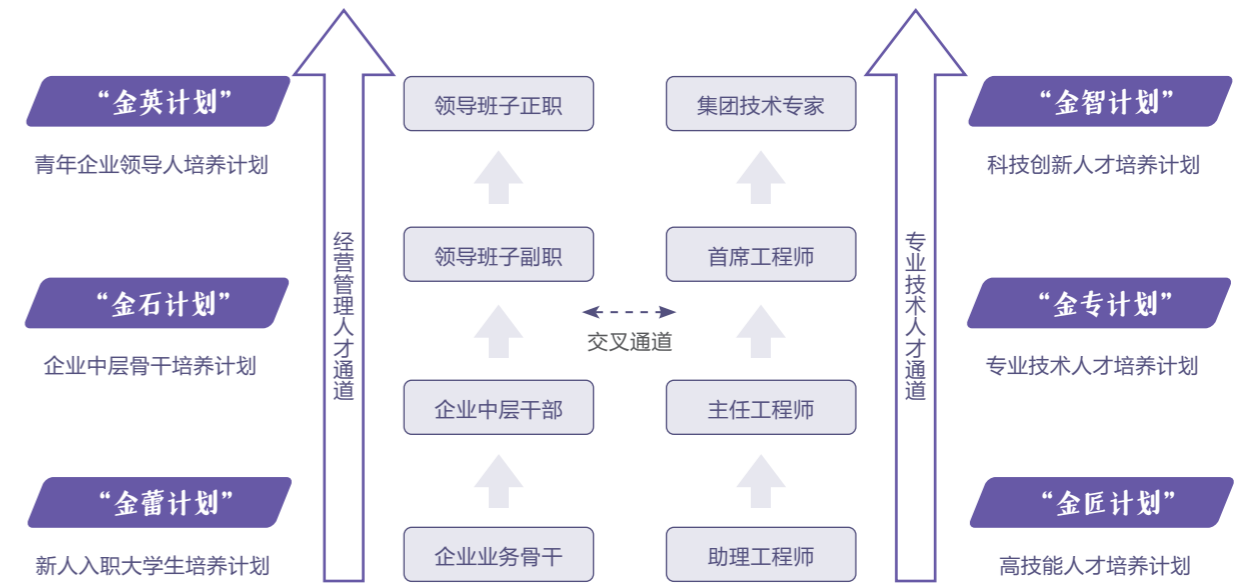 “金英计划”
青年企业领导人培养计划
“金石计划”
企业中层骨干培养计划
“金蕾计划”
新人入职大学生培养计划
经营管理人才通道
领导班子正职
领导班子副职
企业中层干部
企业业务骨干
交叉通道
集团技术专家
首席工程师
主任工程师
助理工程师
专业技术人才通道
“金智计划”
科技创新人才培养计划
“金专计划”
专业技术人才培养计划
“金匠计划”
高技能人才培养计划